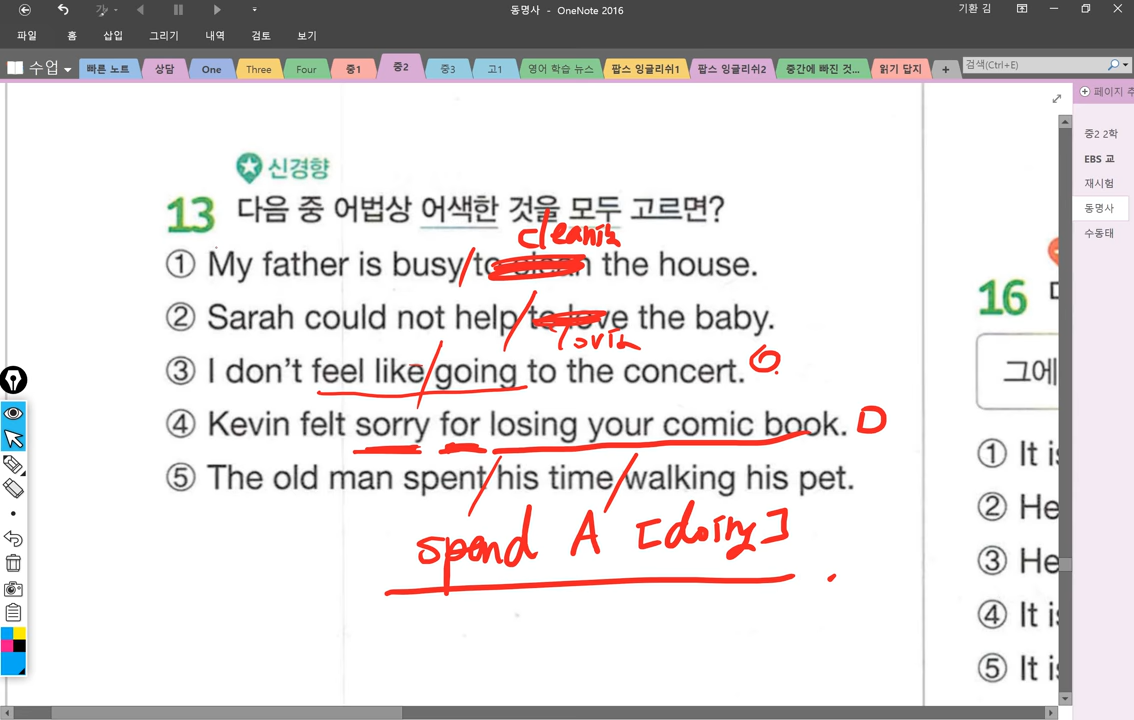 동명사 - OneNote 2016
기환 김
파일 홈 삽입 그리기 내역 검토 보기
수업 빠른 노트 상담 One Three Four 중1 중2 중3 고1 영어 학습 뉴스 팝스 잉글리쉬1 팝스 잉글리쉬2 중간에 빠진 것... 읽기 답지 + 검색(Ctrl+E)
페이지 추
중2 2학
EBS 교
재시험
동명사
수동태
신경향
13 다음 중 어법상 어색한 것을 모두 고르면?
cleanin
① My father is busy to clean the house.
② Sarah could not help to love the baby.
lovin
③ I don't feel like going to the concert. O
④ Kevin felt sorry for losing your comic book. O
⑤ The old man spent his time walking his pet.
spend A [doing]
16
그에
① It is
② He
③ He
④ It is
⑤ It is